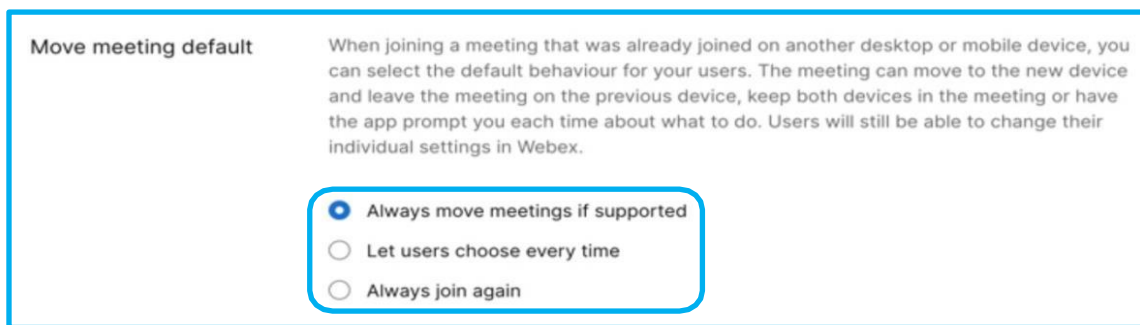 Move meeting default
When joining a meeting that was already joined on another desktop or mobile device, you
can select the default behaviour for your users. The meeting can move to the new device
and leave the meeting on the previous device, keep both devices in the meeting or have
the app prompt you each time about what to do. Users will still be able to change their
individual settings in Webex.
Always move meetings if supported
Let users choose every time
Always join again